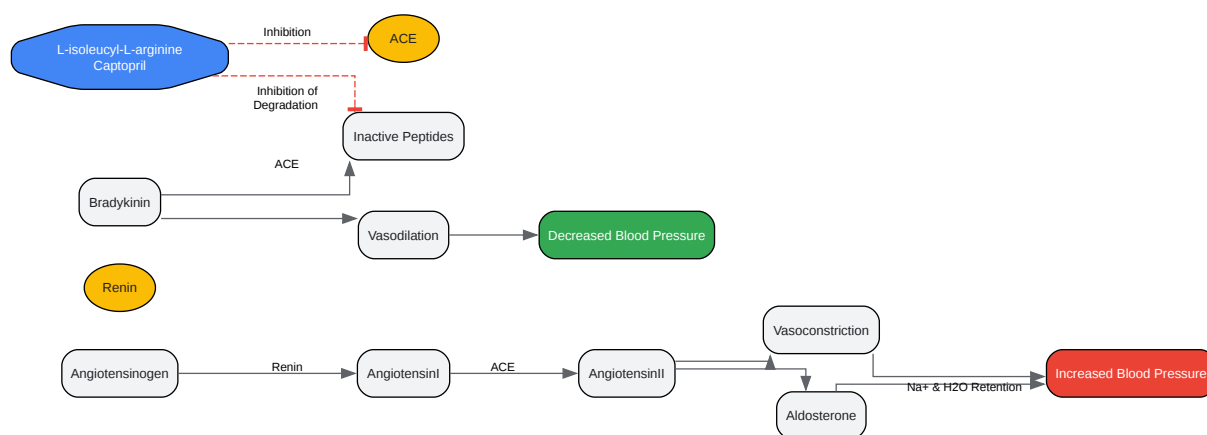 L-isoleucyl-L-arginine
Captopril
Inhibition
ACE
Inhibition of
Degradation
Inactive Peptides
ACE
Bradykinin
Vasodilation
Decreased Blood Pressure
Renin
Vasoconstriction
Angiotensinogen
Renin
AngiotensinI
ACE
AngiotensinII
Increased Blood Pressure
Na+ & H2O Retention
Aldosterone